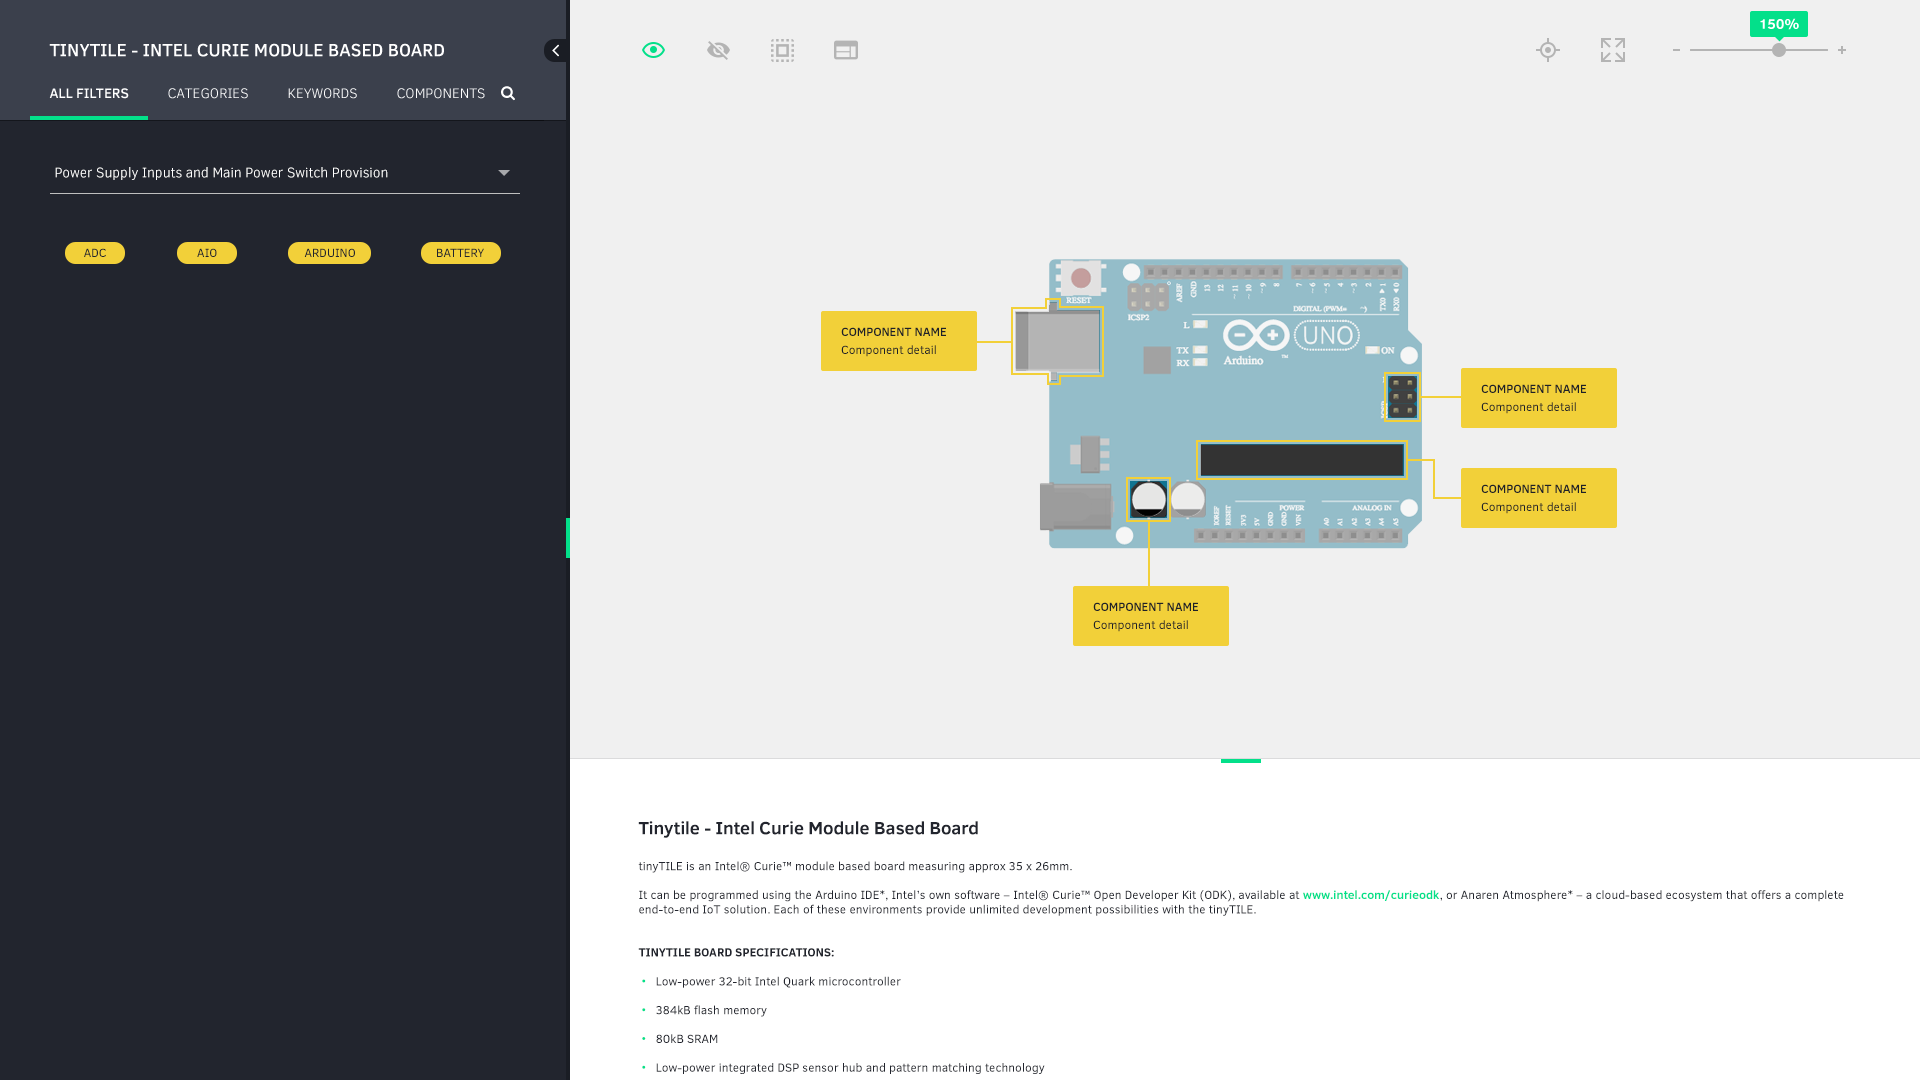 TINYTILE - INTEL CURIE MODULE BASED BOARD
ALL FILTERS
CATEGORIES
KEYWORDS
COMPONENTS
Power Supply Inputs and Main Power Switch Provision
ADC
AIO
ARDUINO
BATTERY
150%
COMPONENT NAME
Component detail
COMPONENT NAME
Component detail
COMPONENT NAME
Component detail
COMPONENT NAME
Component detail
RESET
ICSP2
AREF
GND
13
12
~11
~10
~9
8
7
~6
~5
4
~3
2
TX0 ▸ 1
RX0 ◂ 0
DIGITAL (PWM= ~)
L
TX
RX
Arduino
™
UNO
ON
IOREF
RESET
3V3
5V
GND
GND
VIN
POWER
ANALOG IN
A0
A1
A2
A3
A4
A5
Tinytile - Intel Curie Module Based Board
tinyTILE is an Intel® Curie™ module based board measuring approx 35 x 26mm.
It can be programmed using the Arduino IDE*, Intel's own software – Intel® Curie™ Open Developer Kit (ODK), available at www.intel.com/curieodk, or Anaren Atmosphere* – a cloud-based ecosystem that offers a complete
end-to-end IoT solution. Each of these environments provide unlimited development possibilities with the tinyTILE.
TINYTILE BOARD SPECIFICATIONS:
• Low-power 32-bit Intel Quark microcontroller
• 384kB flash memory
• 80kB SRAM
• Low-power integrated DSP sensor hub and pattern matching technology